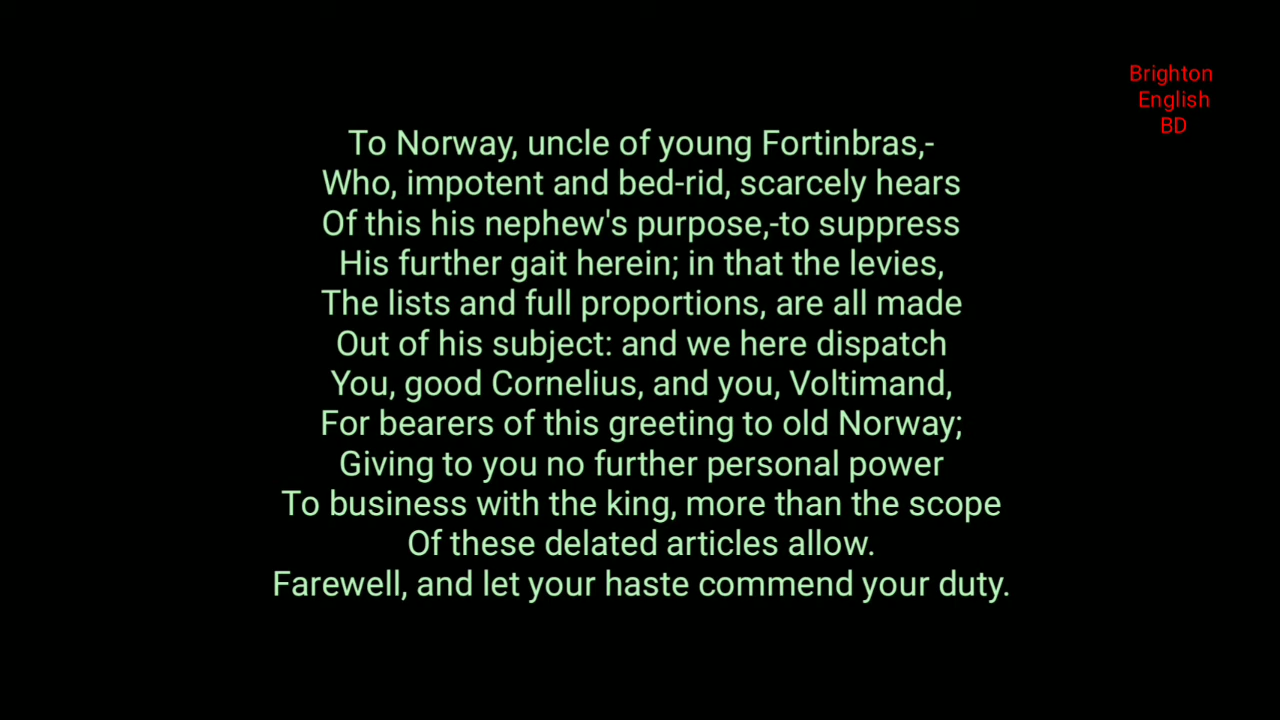 Brighton
English
BD
To Norway, uncle of young Fortinbras,-
Who, impotent and bed-rid, scarcely hears
Of this his nephew's purpose,-to suppress
His further gait herein; in that the levies,
The lists and full proportions, are all made
Out of his subject: and we here dispatch
You, good Cornelius, and you, Voltimand,
For bearers of this greeting to old Norway;
Giving to you no further personal power
To business with the king, more than the scope
Of these delated articles allow.
Farewell, and let your haste commend your duty.